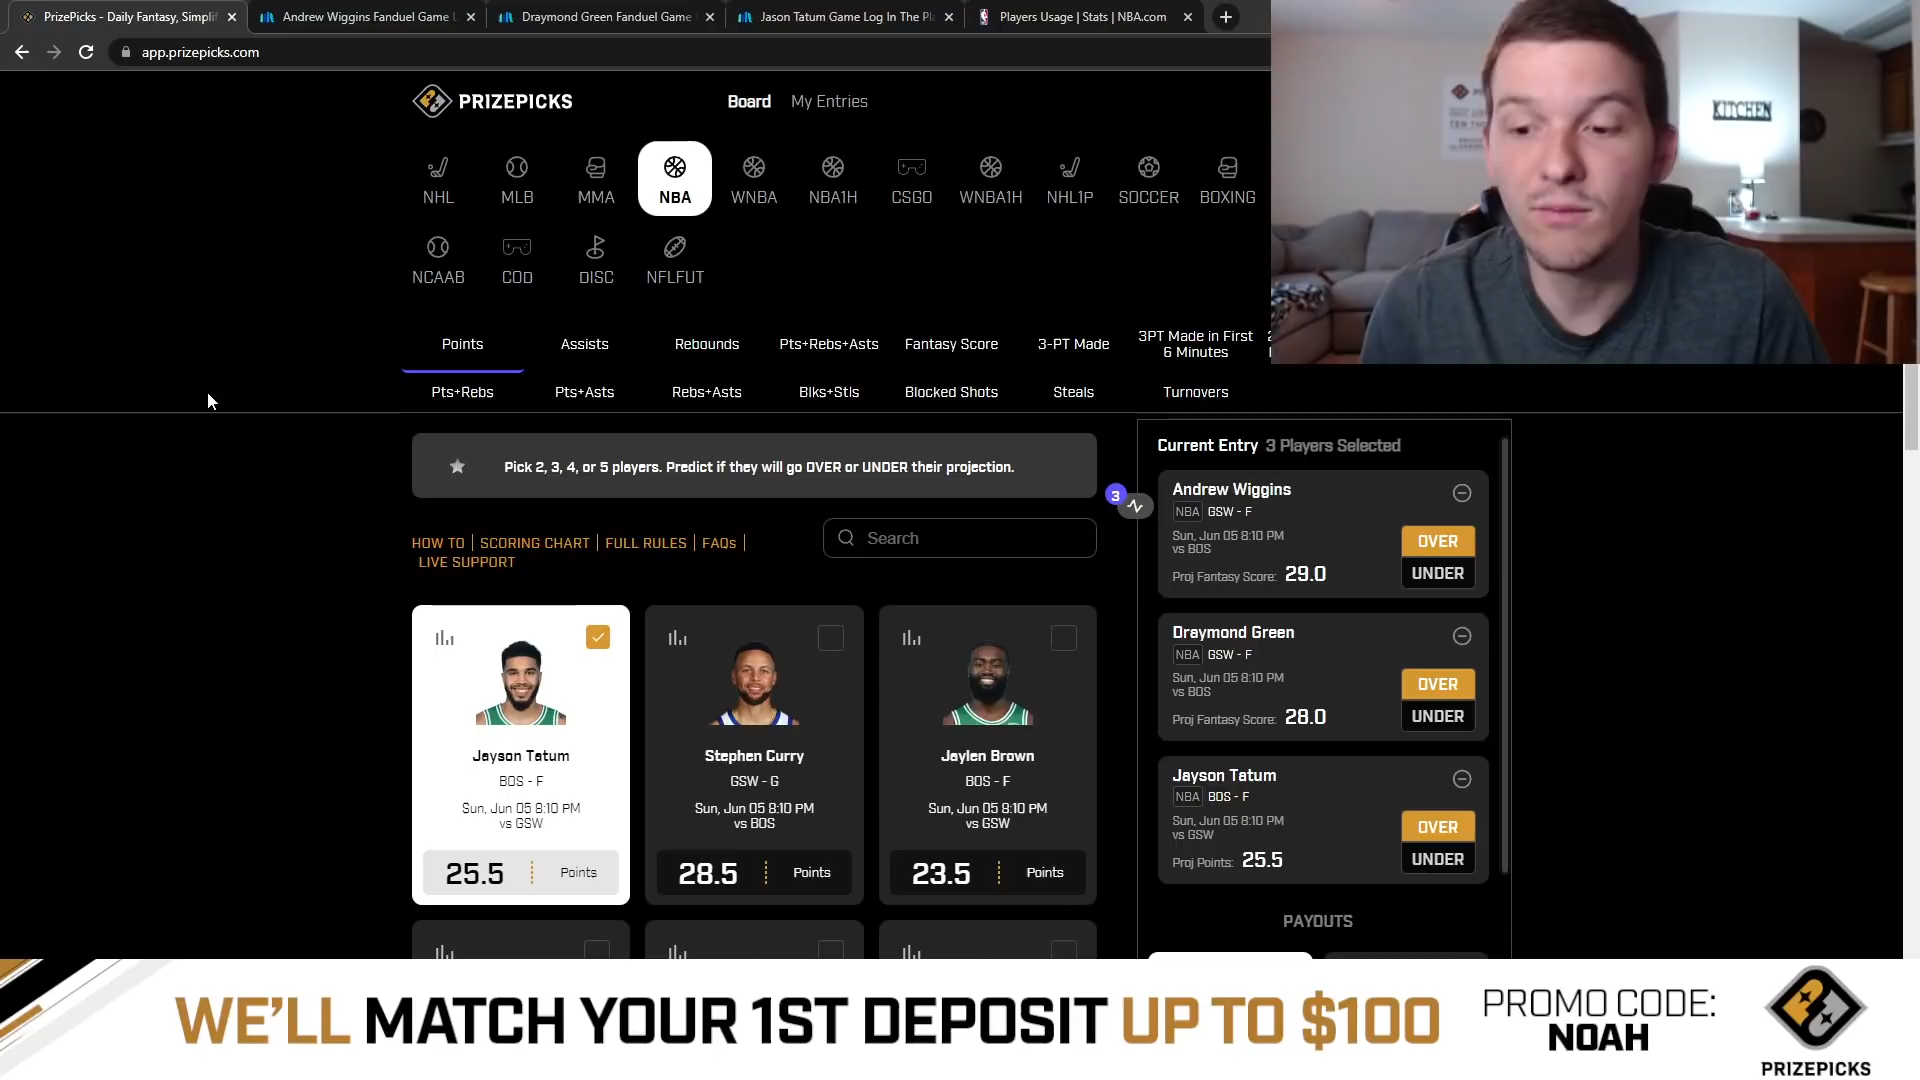 PrizePicks - Daily Fantasy, Simplif
Andrew Wiggins Fanduel Game L
Draymond Green Fanduel Game
Jason Tatum Game Log In The Pl
Players Usage | Stats | NBA.com
app.prizepicks.com
PRIZEPICKS
Board
My Entries
NHL
MLB
MMA
NBA
WNBA
NBA1H
CSGO
WNBA1H
NHL1P
SOCCER
BOXING
NCAAB
COD
DISC
NFLFUT
KITCHEN
Points
Assists
Rebounds
Pts+Rebs+Asts
Fantasy Score
3-PT Made
3PT Made in First
6 Minutes
Pts+Rebs
Pts+Asts
Rebs+Asts
Blks+Stls
Blocked Shots
Steals
Turnovers
Pick 2, 3, 4, or 5 players. Predict if they will go OVER or UNDER their projection.
HOW TO | SCORING CHART | FULL RULES | FAQs |
LIVE SUPPORT
Search
Jayson Tatum
BOS - F
Sun, Jun 05 8:10 PM
vs GSW
25.5 Points
Stephen Curry
GSW - G
Sun, Jun 05 8:10 PM
vs BOS
28.5 Points
Jaylen Brown
BOS - F
Sun, Jun 05 8:10 PM
vs GSW
23.5 Points
3
Current Entry 3 Players Selected
Andrew Wiggins
NBA GSW - F
Sun, Jun 05 8:10 PM
vs BOS
Proj Fantasy Score: 29.0
OVER
UNDER
Draymond Green
NBA GSW - F
Sun, Jun 05 8:10 PM
vs BOS
Proj Fantasy Score: 28.0
OVER
UNDER
Jayson Tatum
NBA BOS - F
Sun, Jun 05 8:10 PM
vs GSW
Proj Points: 25.5
OVER
UNDER
PAYOUTS
WE'LL MATCH YOUR 1ST DEPOSIT UP TO $100
PROMO CODE:
NOAH
PRIZEPICKS